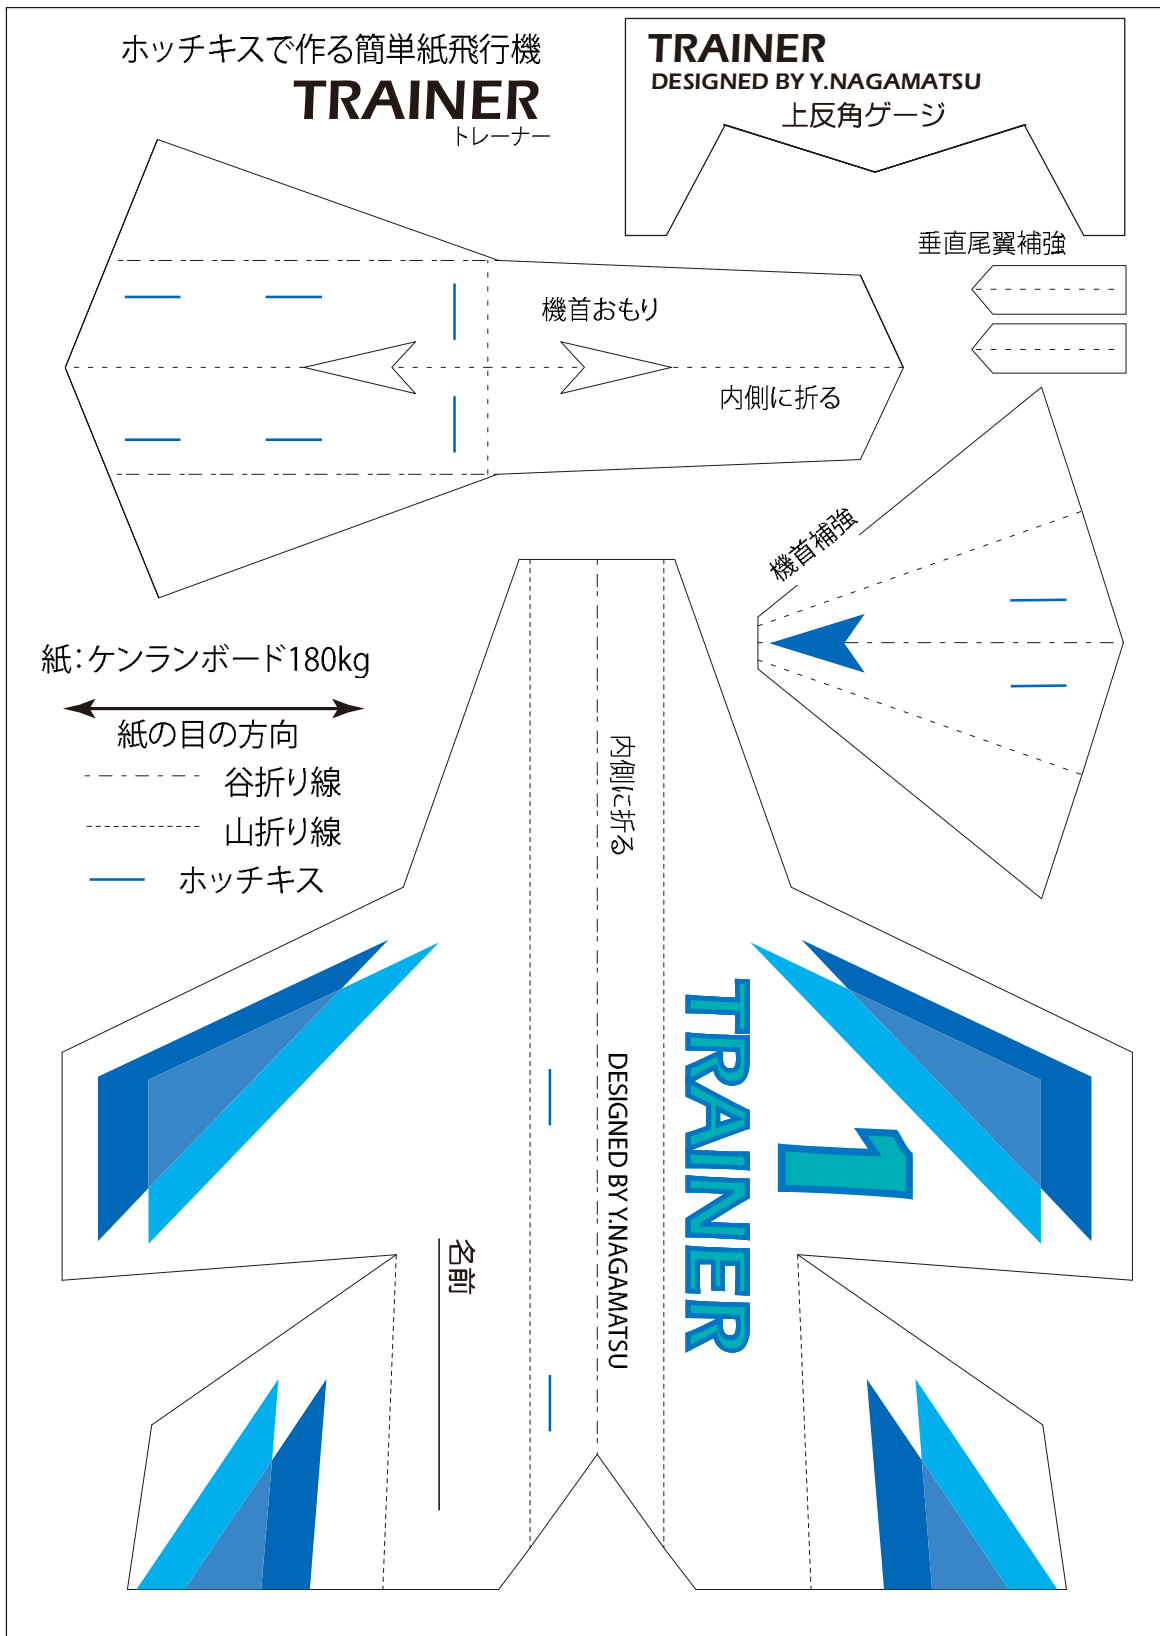 ホッチキスで作る簡単紙飛行機
TRAINER
トレーナー
TRAINER
DESIGNED BY Y.NAGAMATSU
上反角ゲージ
垂直尾翼補強
機首おもり
内側に折る
機首補強
紙：ケンランボード180kg
紙の目の方向
谷折り線
山折り線
ホッチキス
内側に折る
DESIGNED BY Y.NAGAMATSU
TRAINER
1
名前